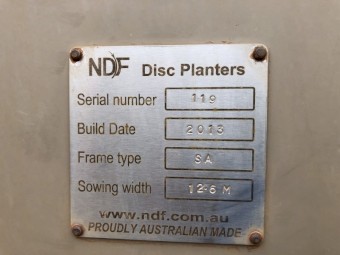 NDF Disc Planters
Serial number 119
Build Date 2013
Frame type SA
Sowing width 12·6 M
www.ndf.com.au
PROUDLY AUSTRALIAN MADE